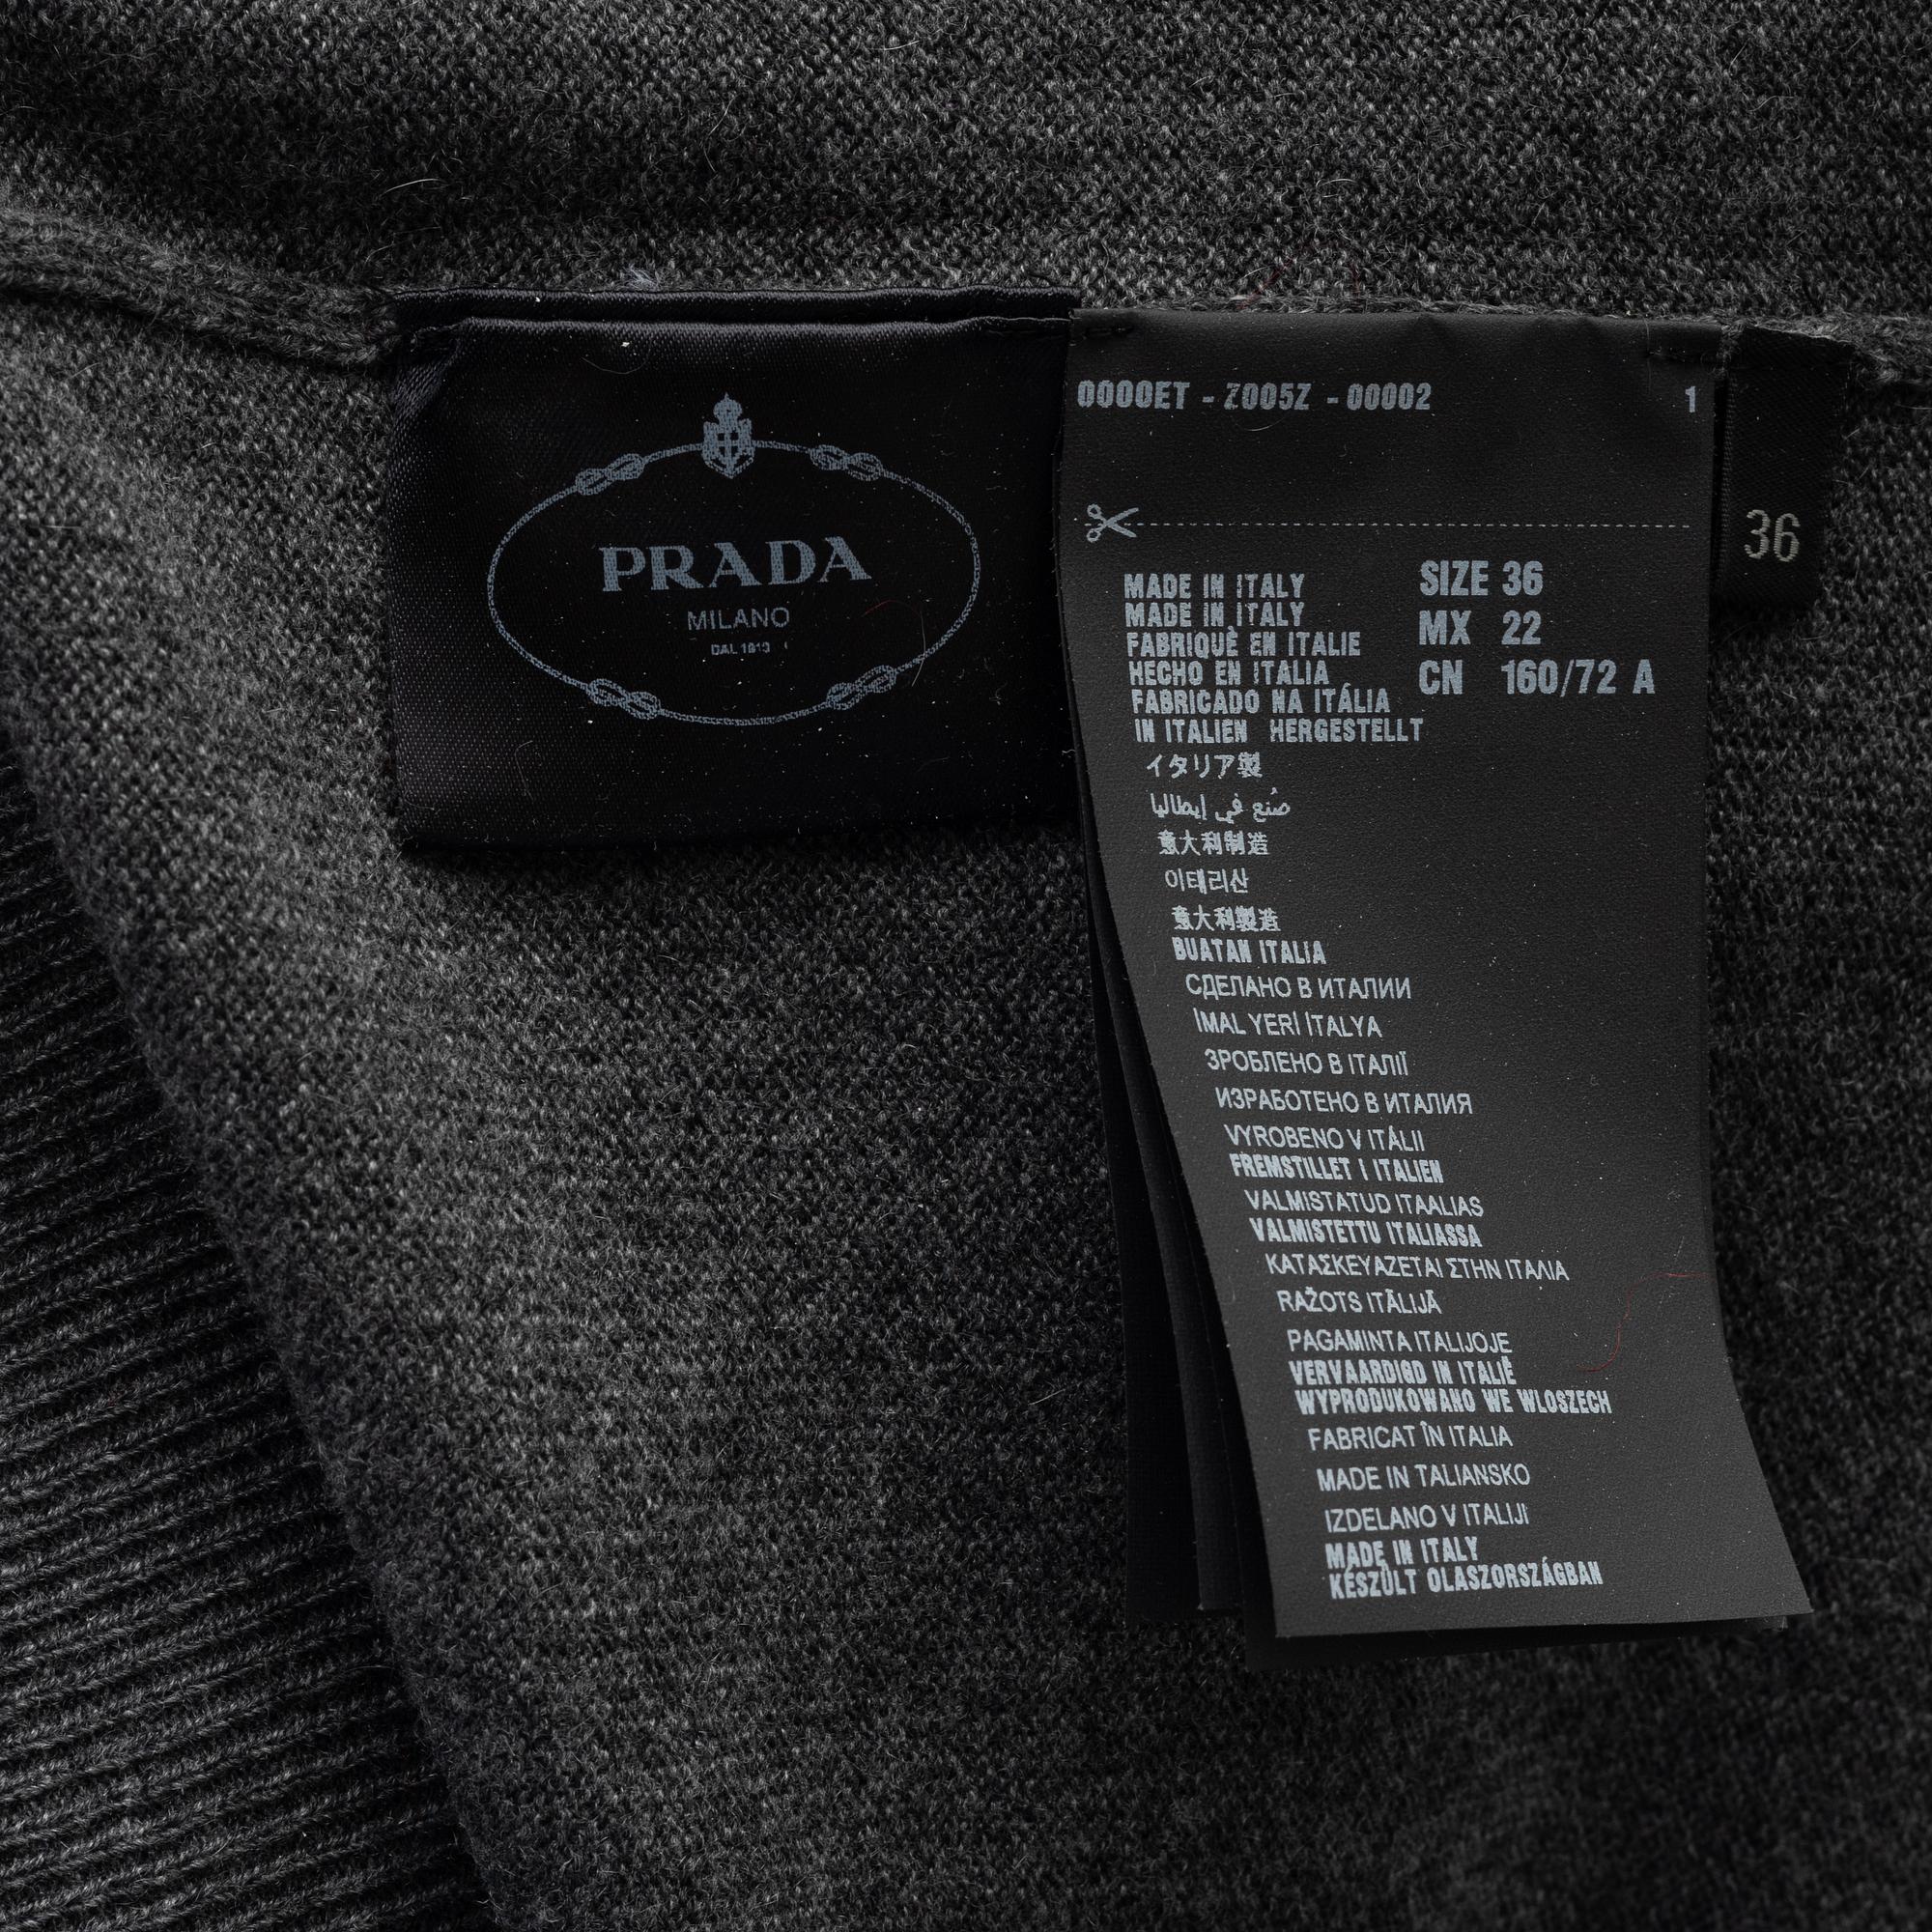 PRADA
MILANO
DAL 1913
0000ET - Z005Z - 00002 1
36
MADE IN ITALY
MADE IN ITALY
FABRIQUÈ EN ITALIE
HECHO EN ITALIA
FABRICADO NA ITÁLIA
IN ITALIEN HERGESTELLT
SIZE 36
MX 22
CN 160/72 A
イタリア製
صُنع في إيطاليا
意大利制造
이태리산
意大利製造
BUATAN ITALIA
СДЕЛАНО В ИТАЛИИ
İMAL YERİ İTALYA
ЗРОБЛЕНО В ІТАЛІЇ
ИЗРАБОТЕНО В ИТАЛИЯ
VYROBENO V ITÁLII
FREMSTILLET I ITALIEN
VALMISTATUD ITAALIAS
VALMISTETTU ITALIASSA
ΚΑΤΑΣΚΕΥΑΖΕΤΑΙ ΣΤΗΝ ΙΤΑΛΙΑ
RAŽOTS ITĀLIJĀ
PAGAMINTA ITALIJOJE
VERVAARDIGD IN ITALIË
WYPRODUKOWANO WE WLOSZECH
FABRICAT ÎN ITALIA
MADE IN TALIANSKO
IZDELANO V ITALIJI
MADE IN ITALY
KÉSZÜLT OLASZORSZÁGBAN